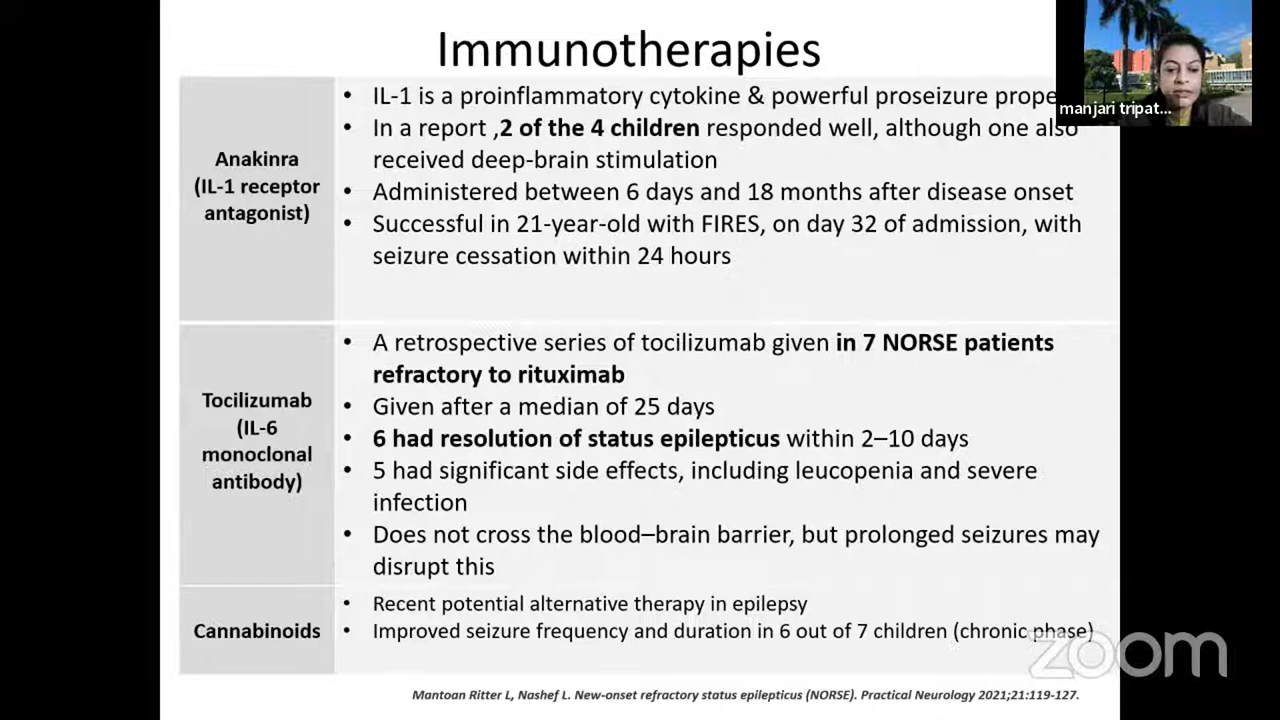 Immunotherapies
manjari tripat...
Anakinra
(IL-1 receptor
antagonist)
• IL-1 is a proinflammatory cytokine & powerful proseizure
• In a report ,2 of the 4 children responded well, although one also
received deep-brain stimulation
• Administered between 6 days and 18 months after disease onset
• Successful in 21-year-old with FIRES, on day 32 of admission, with
seizure cessation within 24 hours
Tocilizumab
(IL-6
monoclonal
antibody)
• A retrospective series of tocilizumab given in 7 NORSE patients
refractory to rituximab
• Given after a median of 25 days
• 6 had resolution of status epilepticus within 2–10 days
• 5 had significant side effects, including leucopenia and severe
infection
• Does not cross the blood–brain barrier, but prolonged seizures may
disrupt this
Cannabinoids
• Recent potential alternative therapy in epilepsy
• Improved seizure frequency and duration in 6 out of 7 children (chronic phase)
zoom
Mantoan Ritter L, Nashef L. New-onset refractory status epilepticus (NORSE). Practical Neurology 2021;21:119-127.